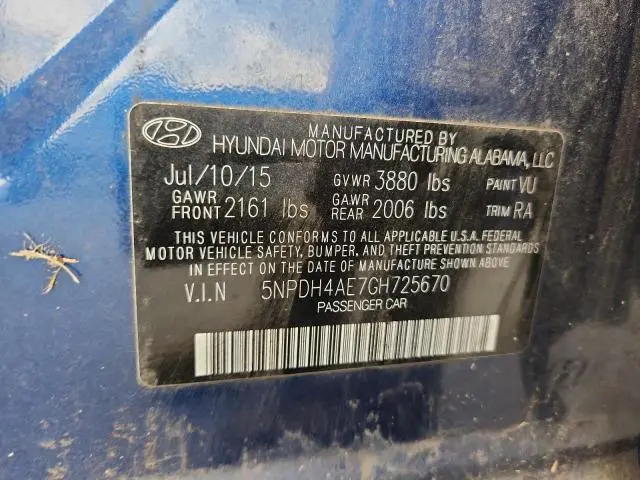 MANUFACTURED BY
HYUNDAI MOTOR MANUFACTURING ALABAMA, LLC
Jul/10/15 GVWR 3880 lbs PAINT VU
GAWR FRONT 2161 lbs GAWR REAR 2006 lbs TRIM RA
THIS VEHICLE CONFORMS TO ALL APPLICABLE U.S.A. FEDERAL
MOTOR VEHICLE SAFETY, BUMPER, AND THEFT PREVENTION STANDARDS
IN EFFECT ON THE DATE OF MANUFACTURE SHOWN ABOVE
V.I.N 5NPDH4AE7GH725670
PASSENGER CAR